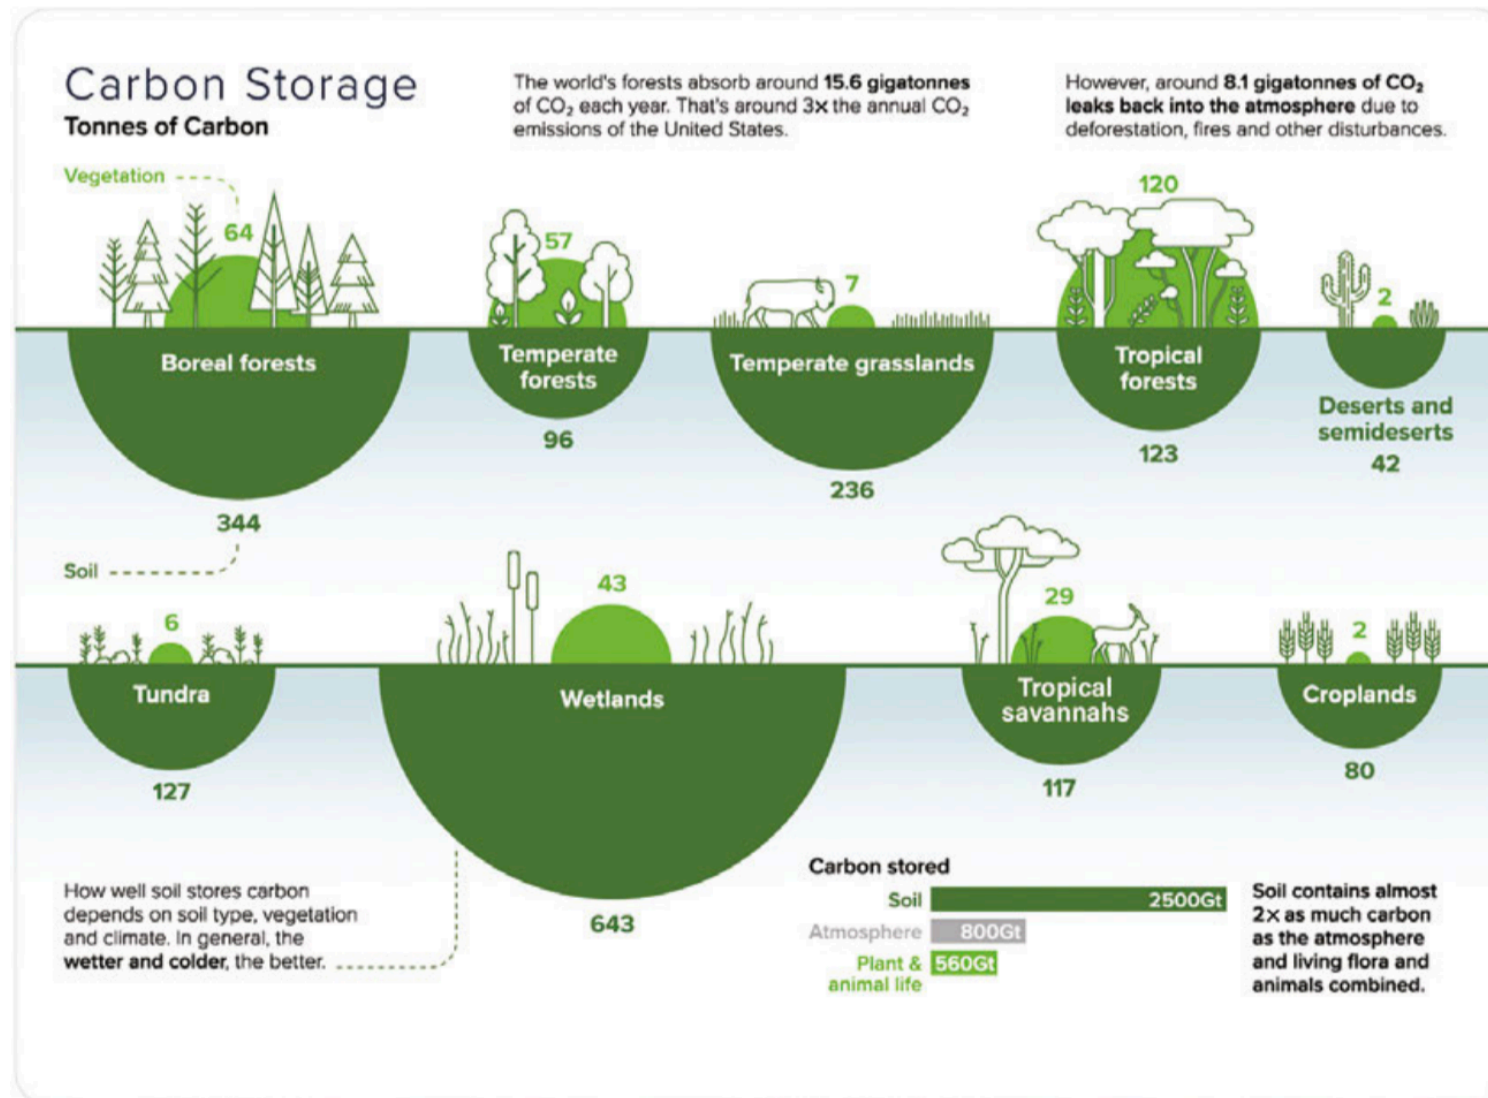 Carbon Storage
Tonnes of Carbon
The world's forests absorb around 15.6 gigatonnes
of CO₂ each year. That's around 3x the annual CO₂
emissions of the United States.
However, around 8.1 gigatonnes of CO₂
leaks back into the atmosphere due to
deforestation, fires and other disturbances.
Vegetation
64
57
7
120
2
Boreal forests
Temperate
forests
Temperate grasslands
Tropical
forests
Deserts and
semideserts
344
96
236
123
42
Soil
6
43
29
2
Tundra
Wetlands
Tropical
savannahs
Croplands
127
643
117
80
How well soil stores carbon
depends on soil type, vegetation
and climate. In general, the
wetter and colder, the better.
Carbon stored
Soil 2500Gt
Atmosphere 800Gt
Plant & 560Gt
animal life
Soil contains almost
2x as much carbon
as the atmosphere
and living flora and
animals combined.